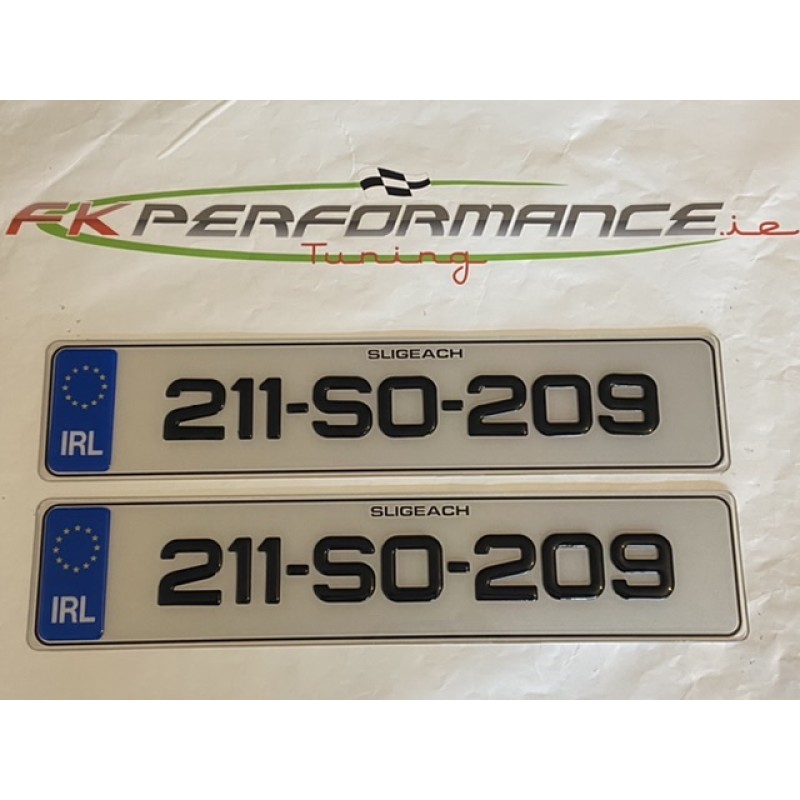 FK PERFORMANCE.ie
Tuning
SLIGEACH
IRL 211-SO-209
SLIGEACH
IRL 211-SO-209